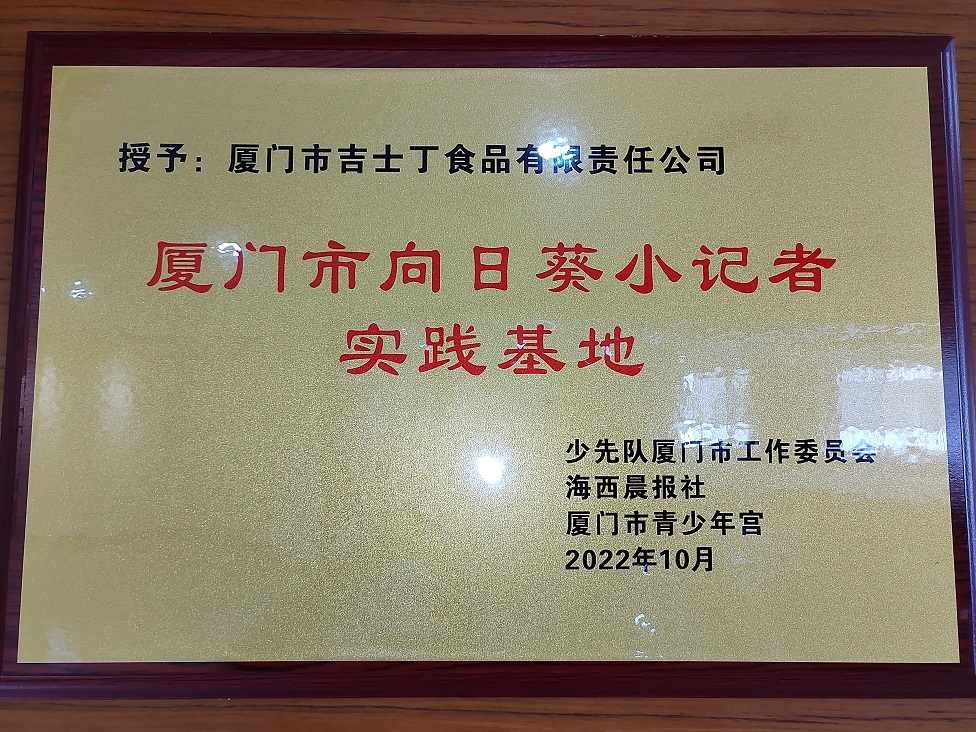 授予：厦门市吉士丁食品有限责任公司
厦门市向日葵小记者
实践基地
少先队厦门市工作委员会
海西晨报社
厦门市青少年宫
2022年10月